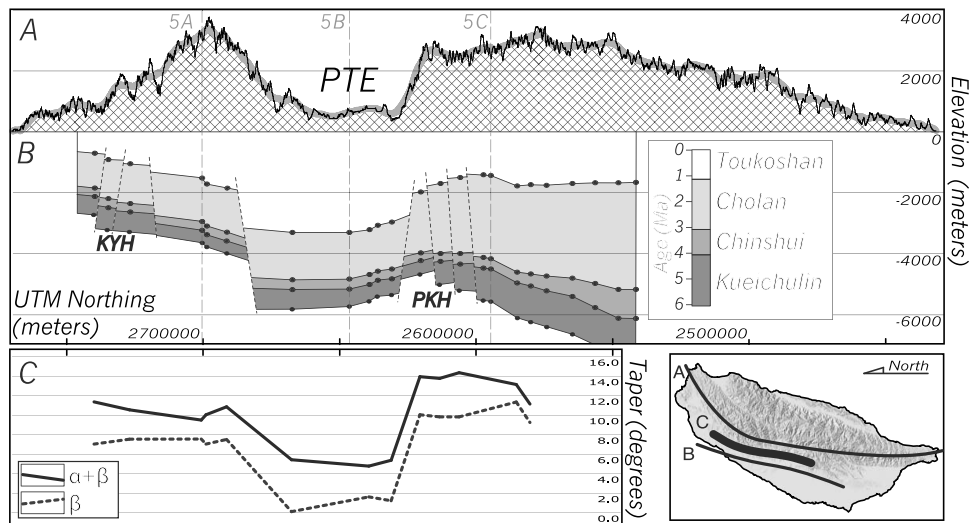 A
5A
5B
5C
4000
PTE
2000
0
Elevation (meters)
B
0
Toukoshan
1
2
Cholan
3
Chinshui
4
5
Kueichulin
6
Age (Ma)
-2000
-4000
-6000
KYH
PKH
UTM Northing
(meters)
2700000
2600000
2500000
C
16.0
14.0
12.0
10.0
8.0
6.0
4.0
2.0
0.0
Taper (degrees)
α+β
β
A
North
C
B